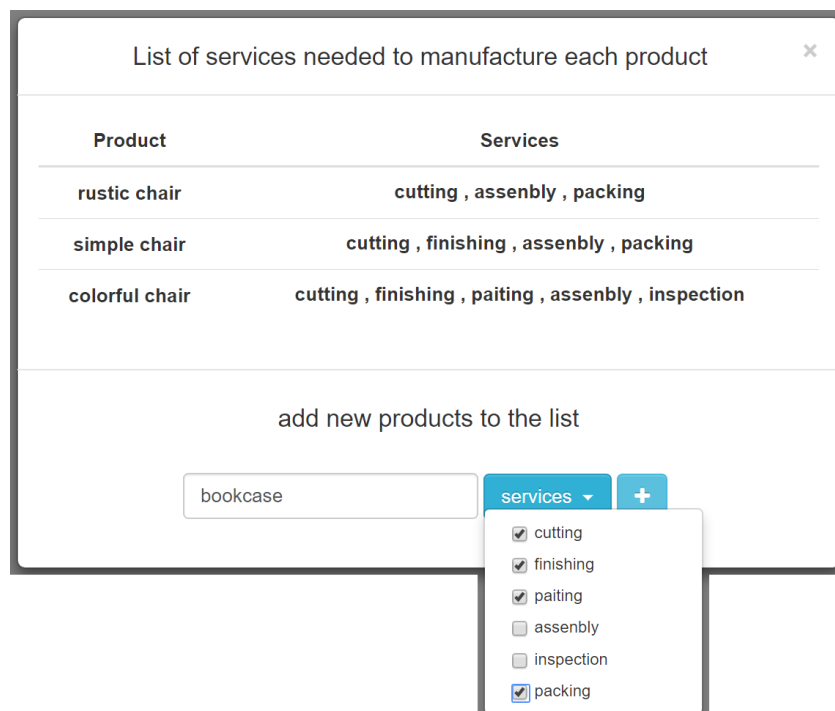 List of services needed to manufacture each product ×
Product Services
rustic chair cutting , assenbly , packing
simple chair cutting , finishing , assenbly , packing
colorful chair cutting , finishing , paiting , assenbly , inspection
add new products to the list
bookcase services +
cutting
finishing
paiting
assenbly
inspection
packing